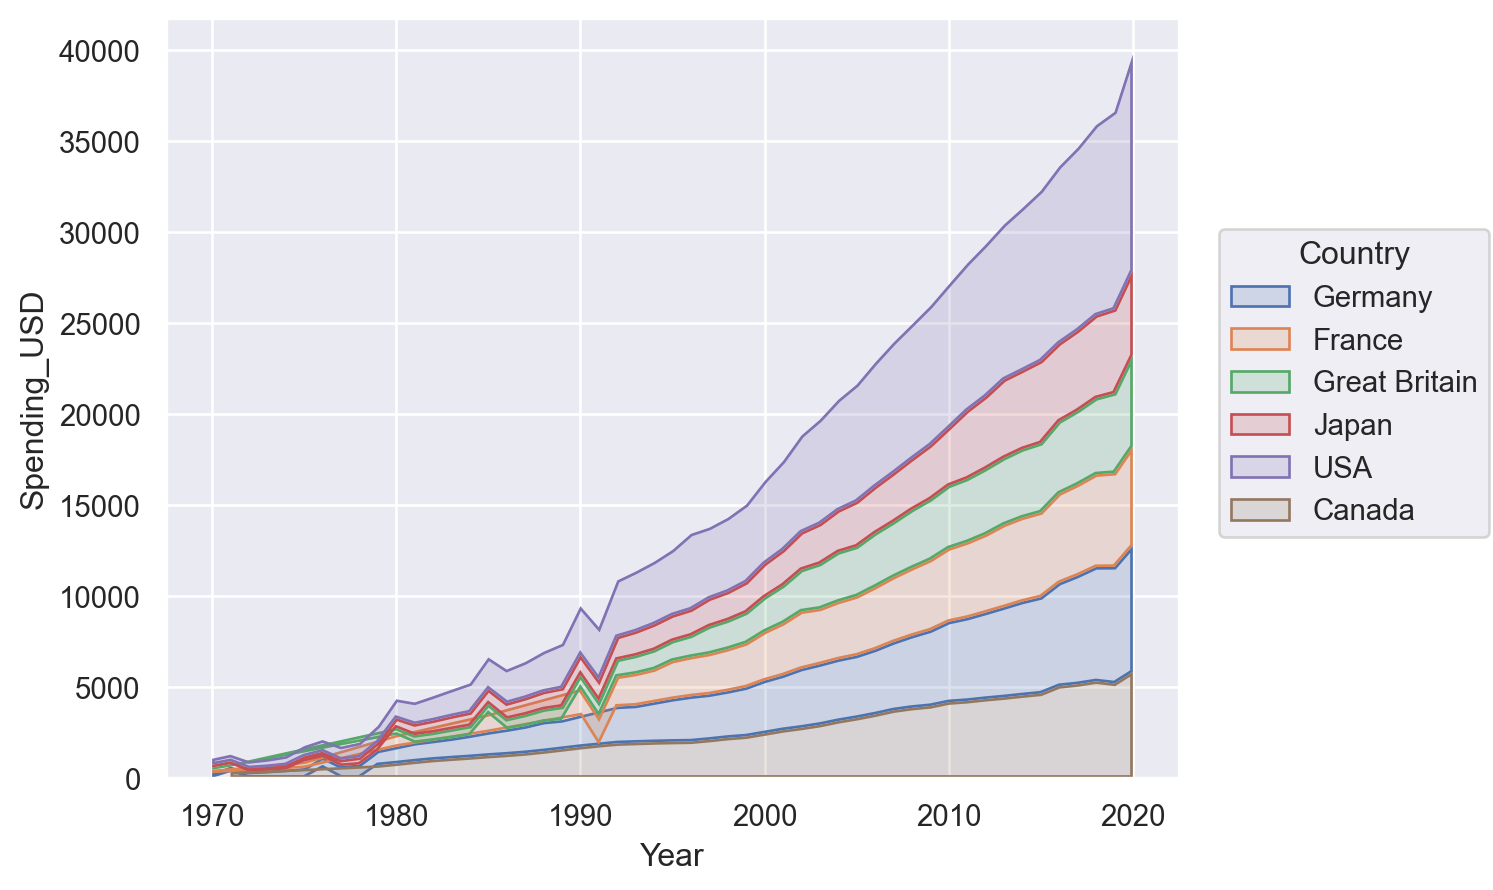 40000
35000
30000
25000
20000
15000
10000
5000
0
Spending_USD
1970 1980 1990 2000 2010 2020
Year
Country
Germany
France
Great Britain
Japan
USA
Canada